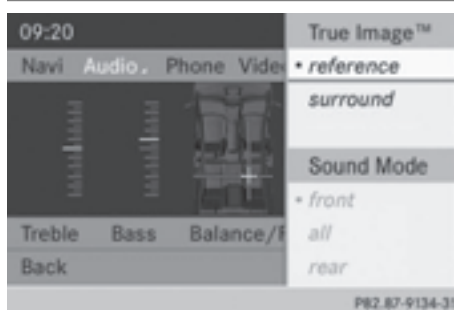 09:20
Navi Audio Phone Vide
Treble Bass Balance/F
Back
True Image™
• reference
surround
Sound Mode
• front
all
rear
P82.87-9134-31